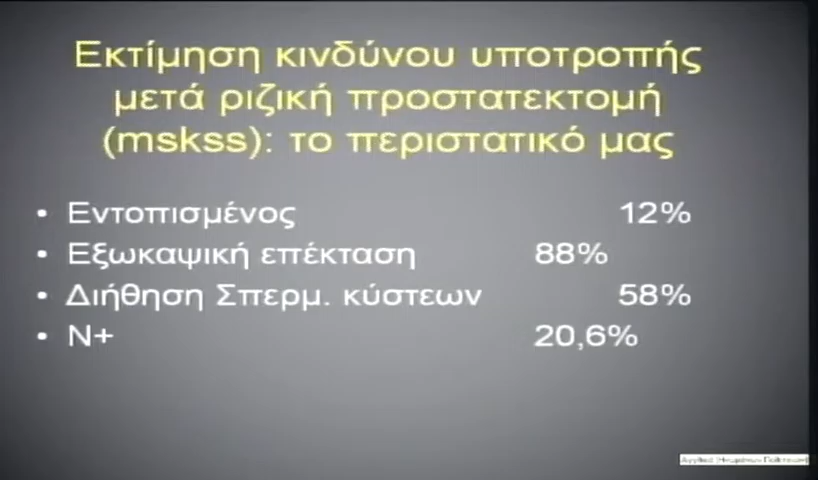 Εκτίμηση κινδύνου υποτροπής
μετά ριζική προστατεκτομή
(mskss): το περιστατικό μας
• Εντοπισμένος 12%
• Εξωκαψική επέκταση 88%
• Διήθηση Σπερμ. κύστεων 58%
• N+ 20,6%